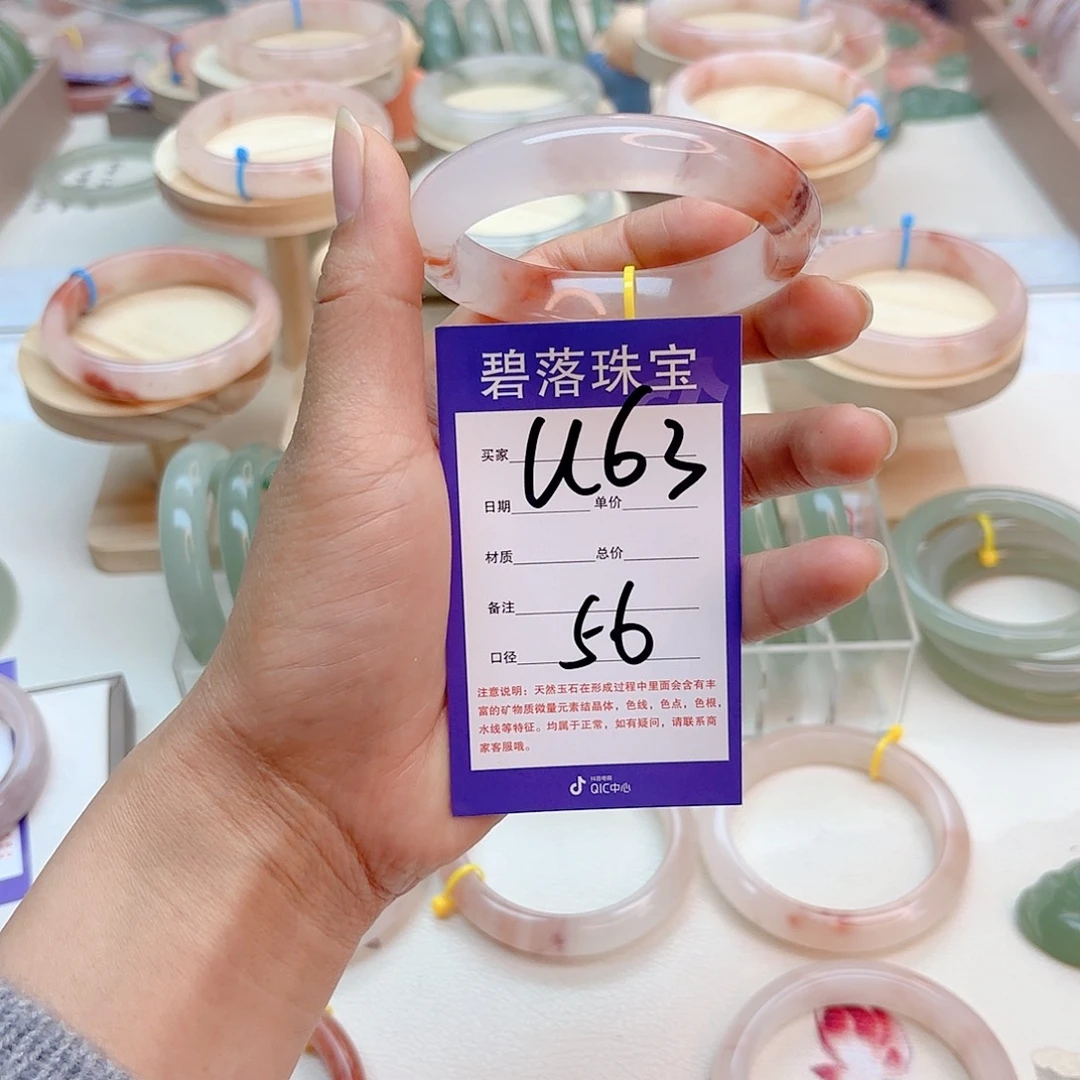 碧落珠宝
买家 U63
日期 单价
材质 总价
备注
口径 56
注意说明：天然玉石在形成过程中里面会含有丰
富的矿物质微量元素结晶体，色线，色点，色根，
水线等特征。均属于正常，如有疑问，请联系商
家客服哦。
抖音电商
QIC中心